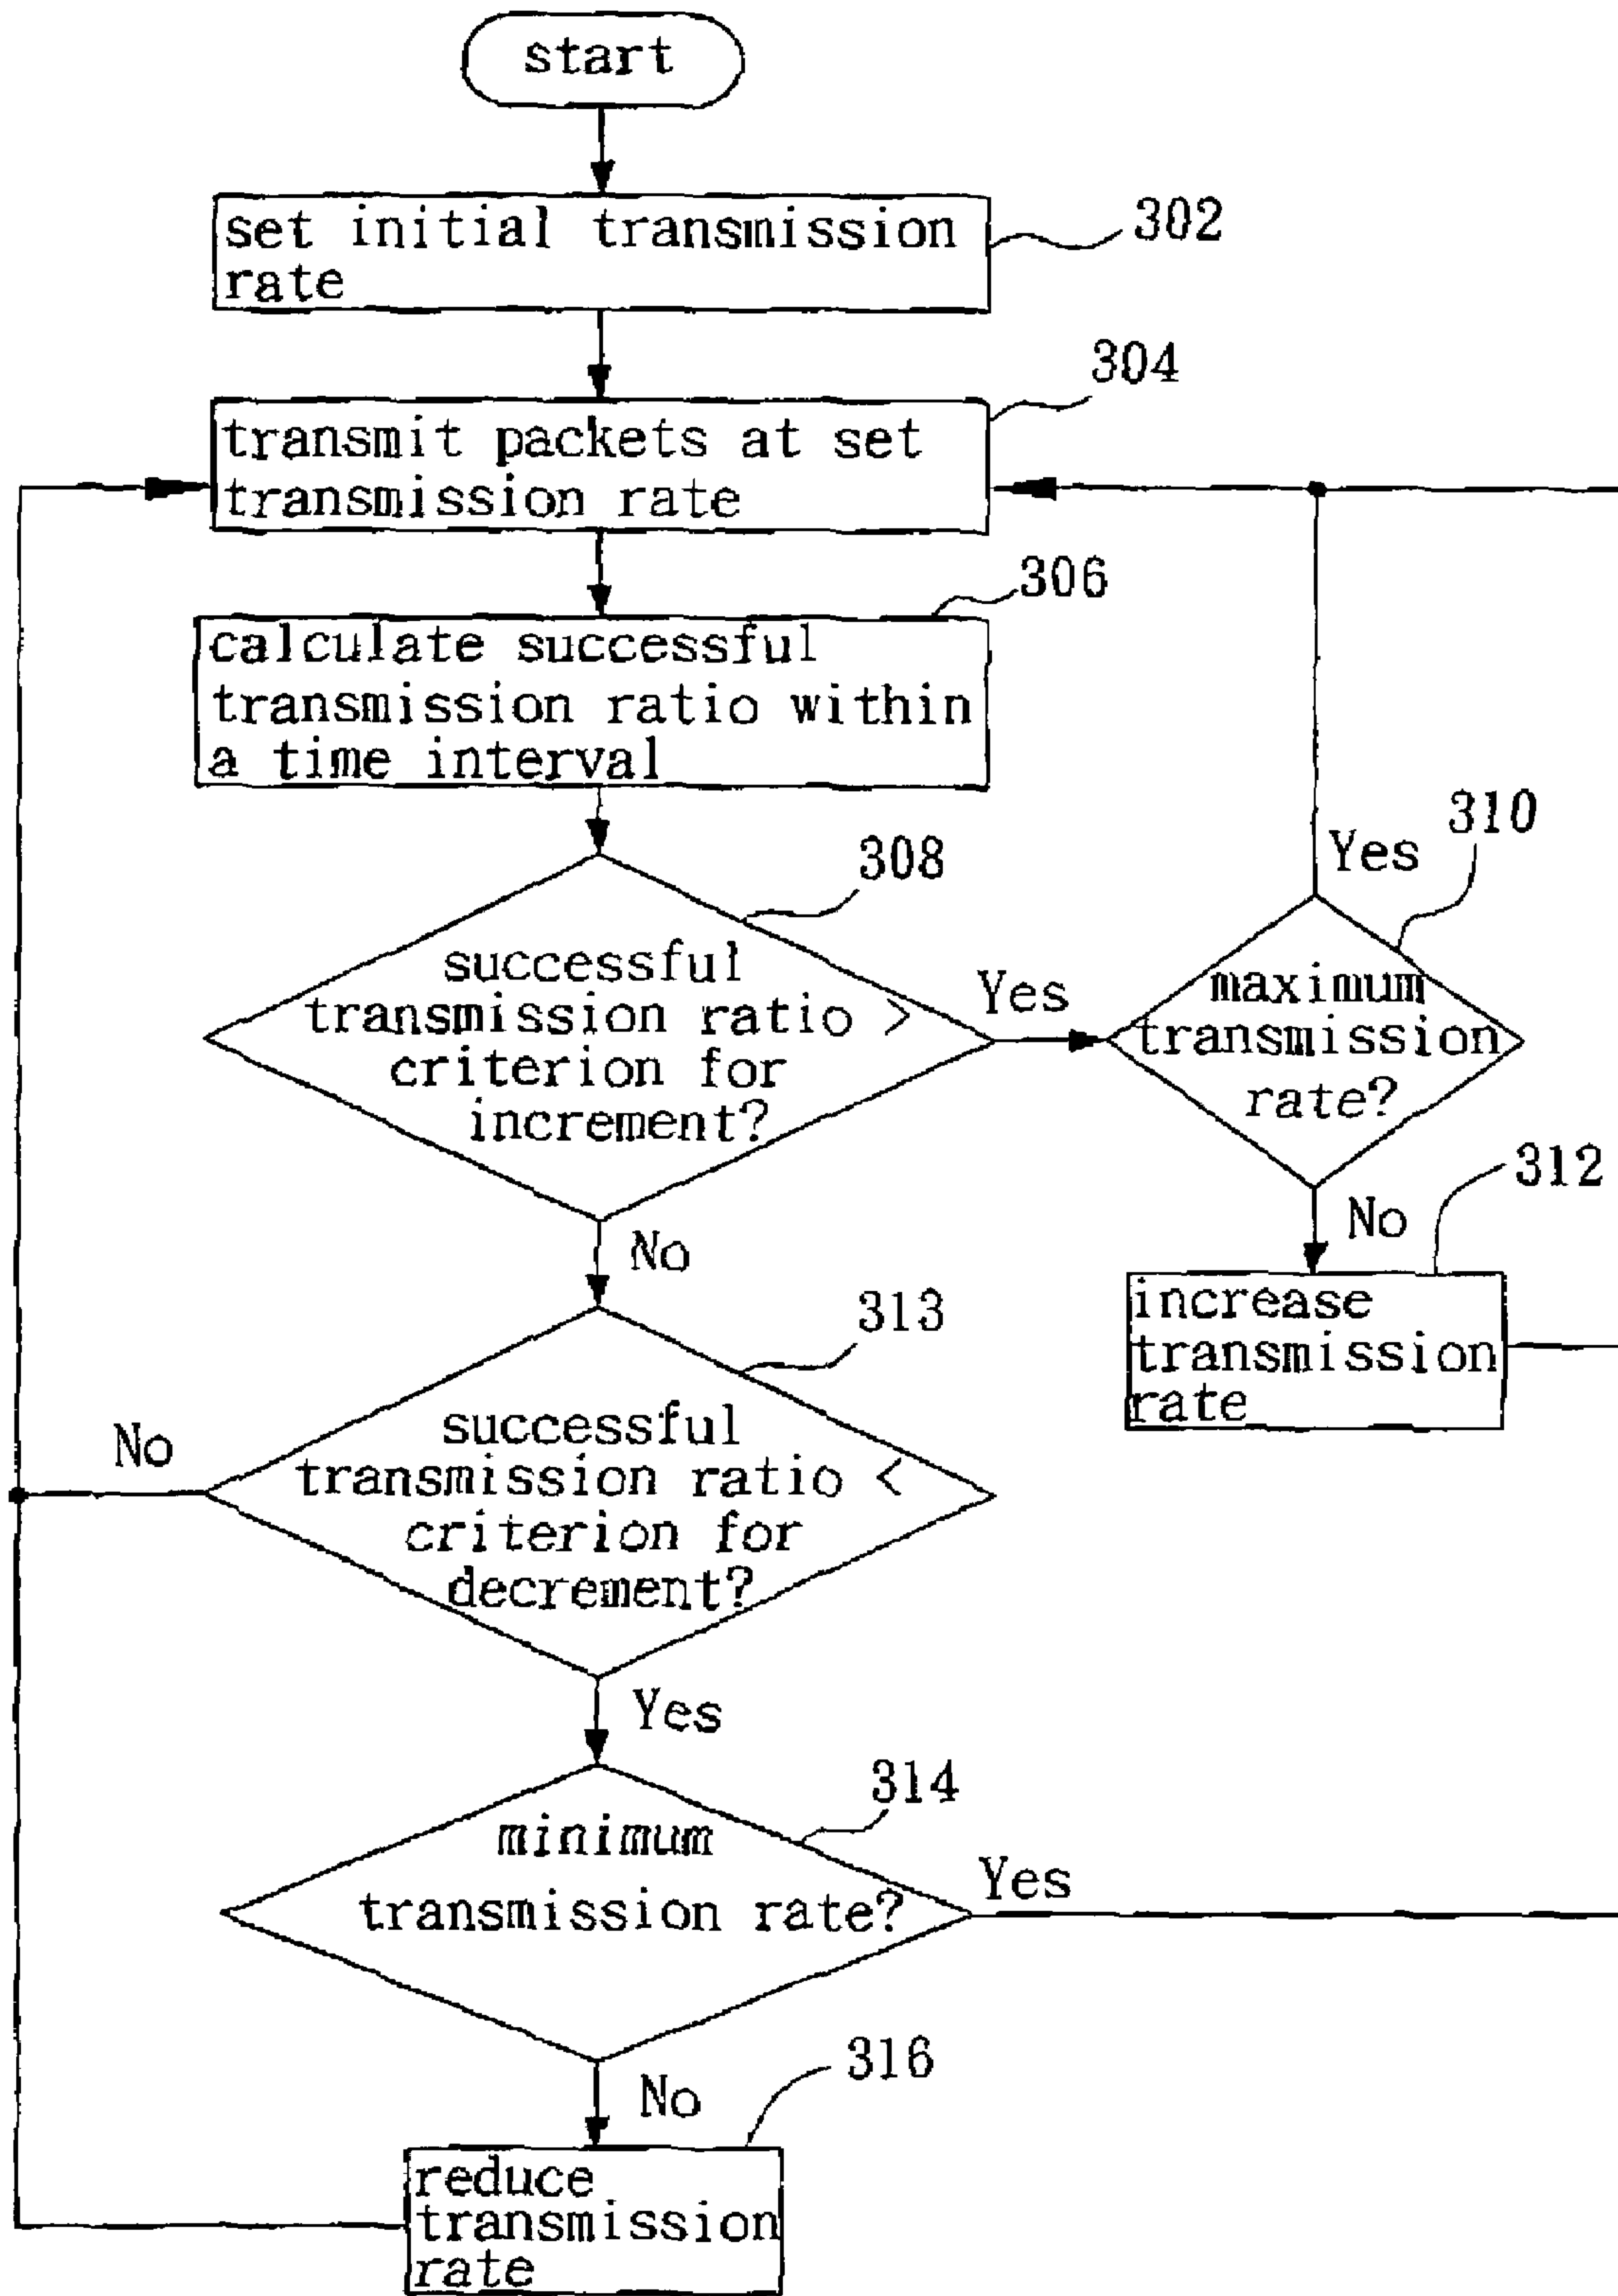 start
set initial transmission
rate
302
304
transmit packets at set
transmission rate
306
calculate successful
transmission ratio within
a time interval
308
successful
transmission ratio >
criterion for
increment?
Yes
310
Yes
maximum
transmission
rate?
No
312
increase
transmission
rate
No
313
successful
transmission ratio <
criterion for
decrement?
No
Yes
314
minimum
transmission rate?
Yes
No
316
reduce
transmission
rate